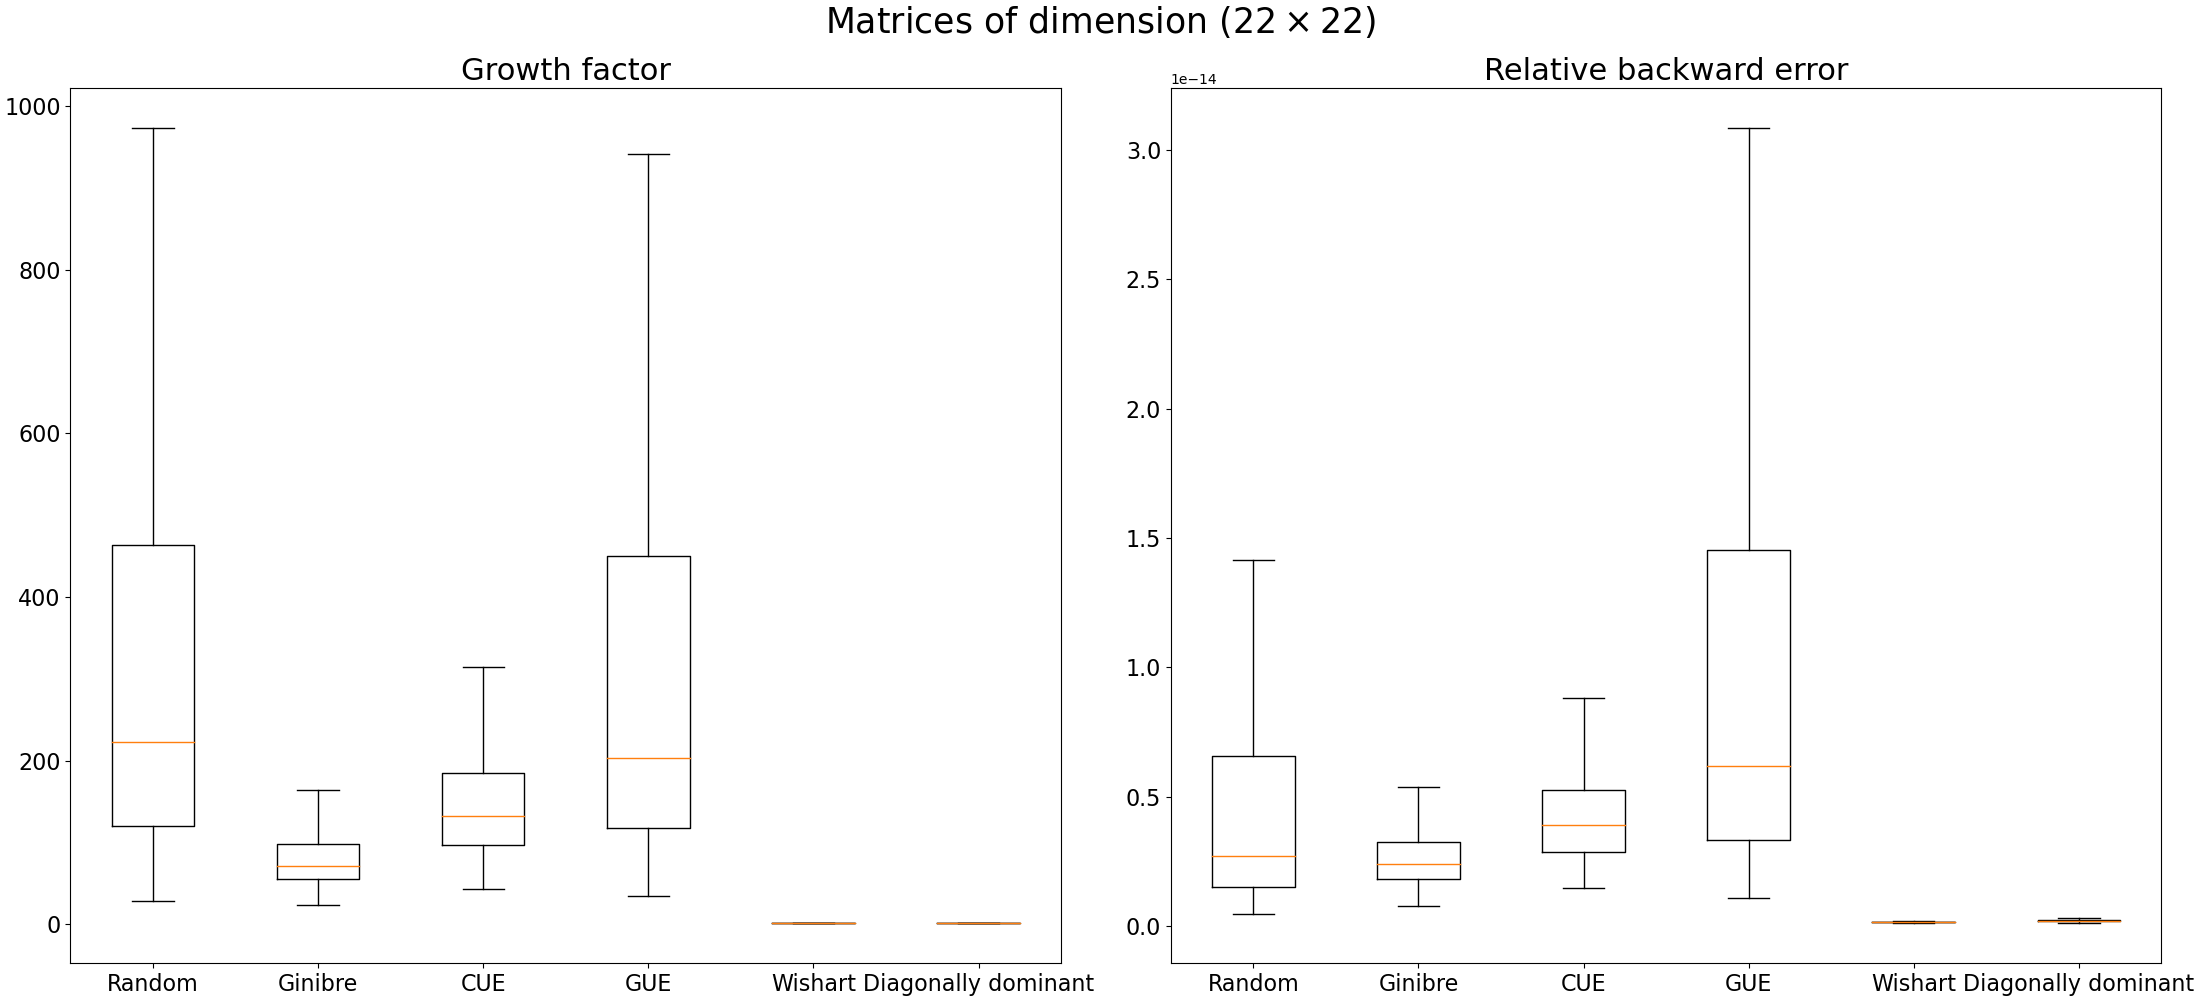 Matrices of dimension (22 × 22)
Growth factor
1000
800
600
400
200
0
Random Ginibre CUE GUE Wishart Diagonally dominant
Relative backward error
1e−14
3.0
2.5
2.0
1.5
1.0
0.5
0.0
Random Ginibre CUE GUE Wishart Diagonally dominant